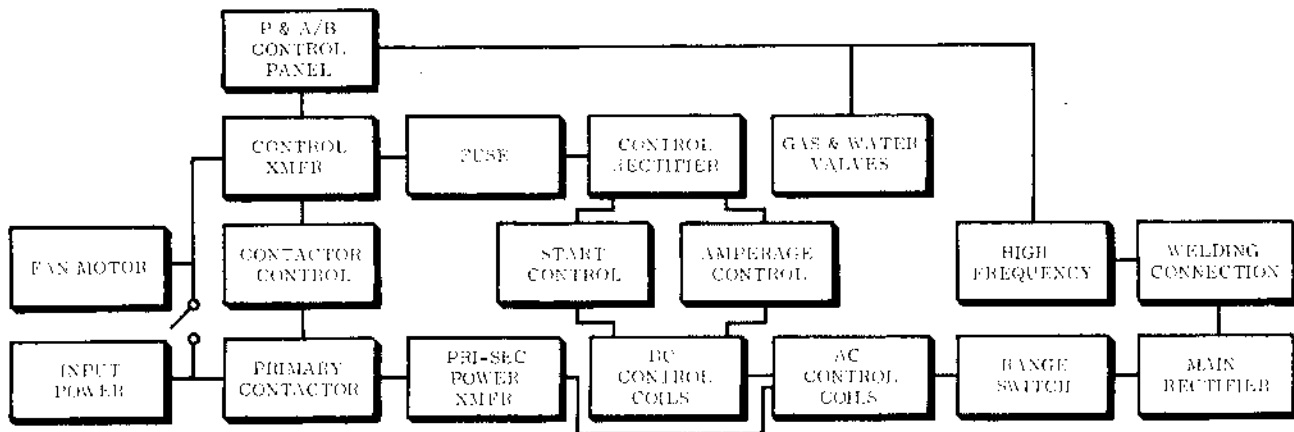 P & A/B
CONTROL
PANEL
CONTROL
XMFR
FUSE
CONTROL
RECTIFIER
GAS & WATER
VALVES
FAN MOTOR
CONTACTOR
CONTROL
START
CONTROL
AMPERAGE
CONTROL
HIGH
FREQUENCY
WELDING
CONNECTION
INPUT
POWER
PRIMARY
CONTACTOR
PRI-SEC
POWER
XMFR
DC
CONTROL
COILS
AC
CONTROL
COILS
RANGE
SWITCH
MAIN
RECTIFIER